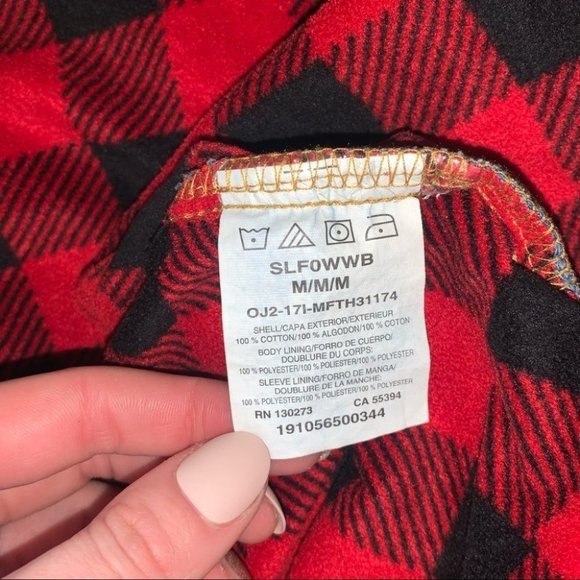 SLF0WWB
M/M/M
OJ2-17I-MFTH31174
SHELL/CAPA EXTERIOR/EXTERIEUR
100 % COTTON/100 % ALGODON/100 % COTON
BODY LINING/FORRO DE CUERPO/
DOUBLURE DU CORPS:
100 % POLYESTER/100 % POLYESTER/100 % POLYESTER
SLEEVE LINING/FORRO DE MANGA/
DOUBLURE DE LA MANCHE:
100 % POLYESTER/100 % POLYESTER/100 % POLYESTER
RN 130273 CA 55394
191056500344